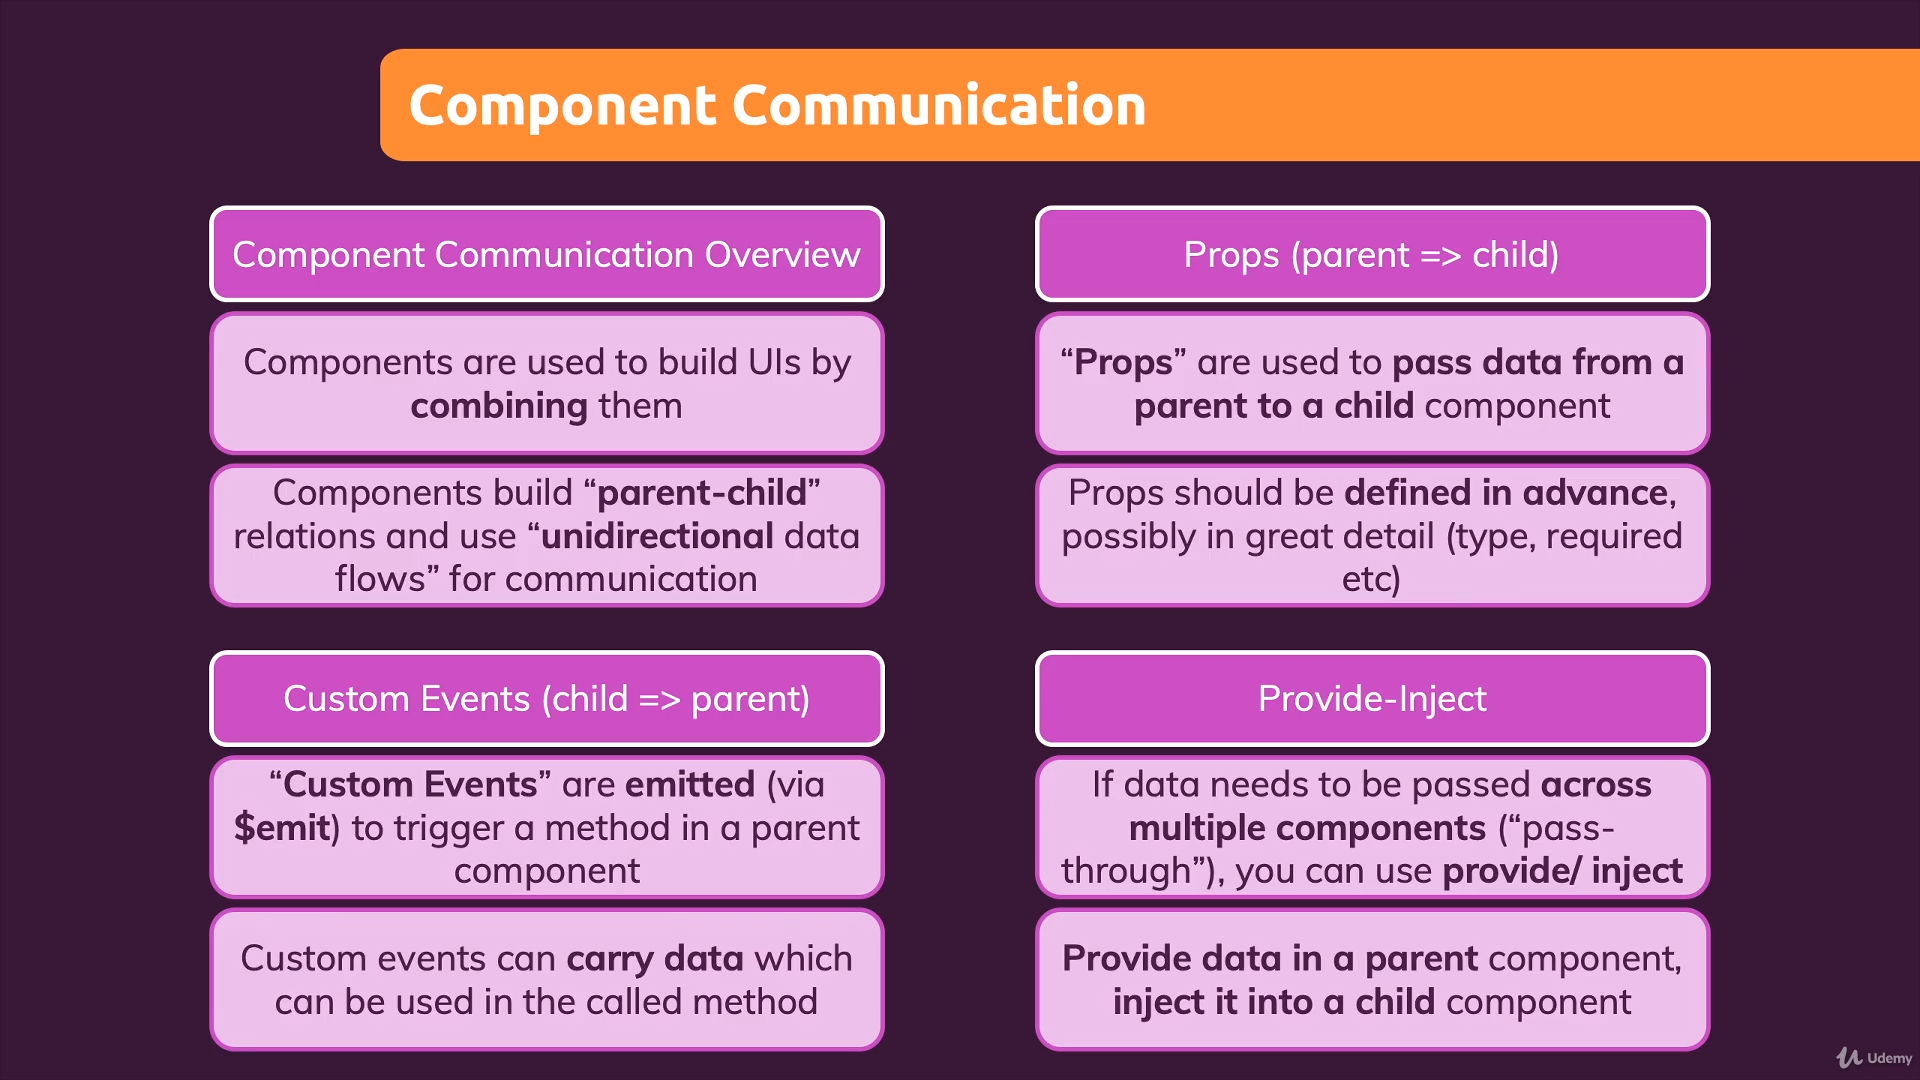 Component Communication
Component Communication Overview
Components are used to build UIs by
combining them
Components build “parent-child”
relations and use “unidirectional data
flows” for communication
Props (parent => child)
“Props” are used to pass data from a
parent to a child component
Props should be defined in advance,
possibly in great detail (type, required
etc)
Custom Events (child => parent)
“Custom Events” are emitted (via
$emit) to trigger a method in a parent
component
Custom events can carry data which
can be used in the called method
Provide-Inject
If data needs to be passed across
multiple components (“pass-
through”), you can use provide/ inject
Provide data in a parent component,
inject it into a child component
Udemy